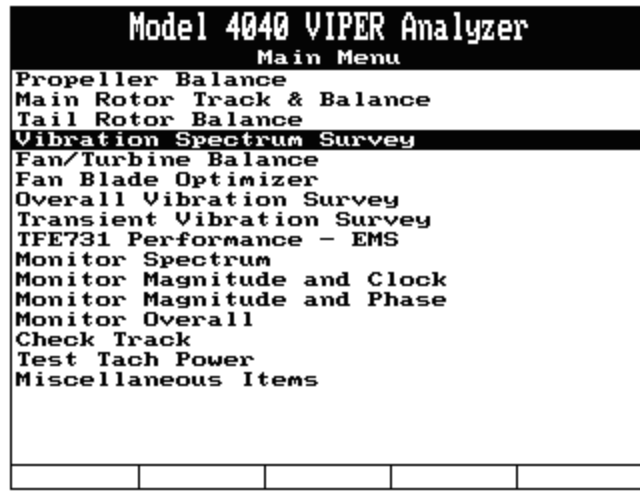 Model 4040 VIPER Analyzer
Main Menu
Propeller Balance
Main Rotor Track & Balance
Tail Rotor Balance
Vibration Spectrum Survey
Fan/Turbine Balance
Fan Blade Optimizer
Overall Vibration Survey
Transient Vibration Survey
TFE731 Performance – EMS
Monitor Spectrum
Monitor Magnitude and Clock
Monitor Magnitude and Phase
Monitor Overall
Check Track
Test Tach Power
Miscellaneous Items